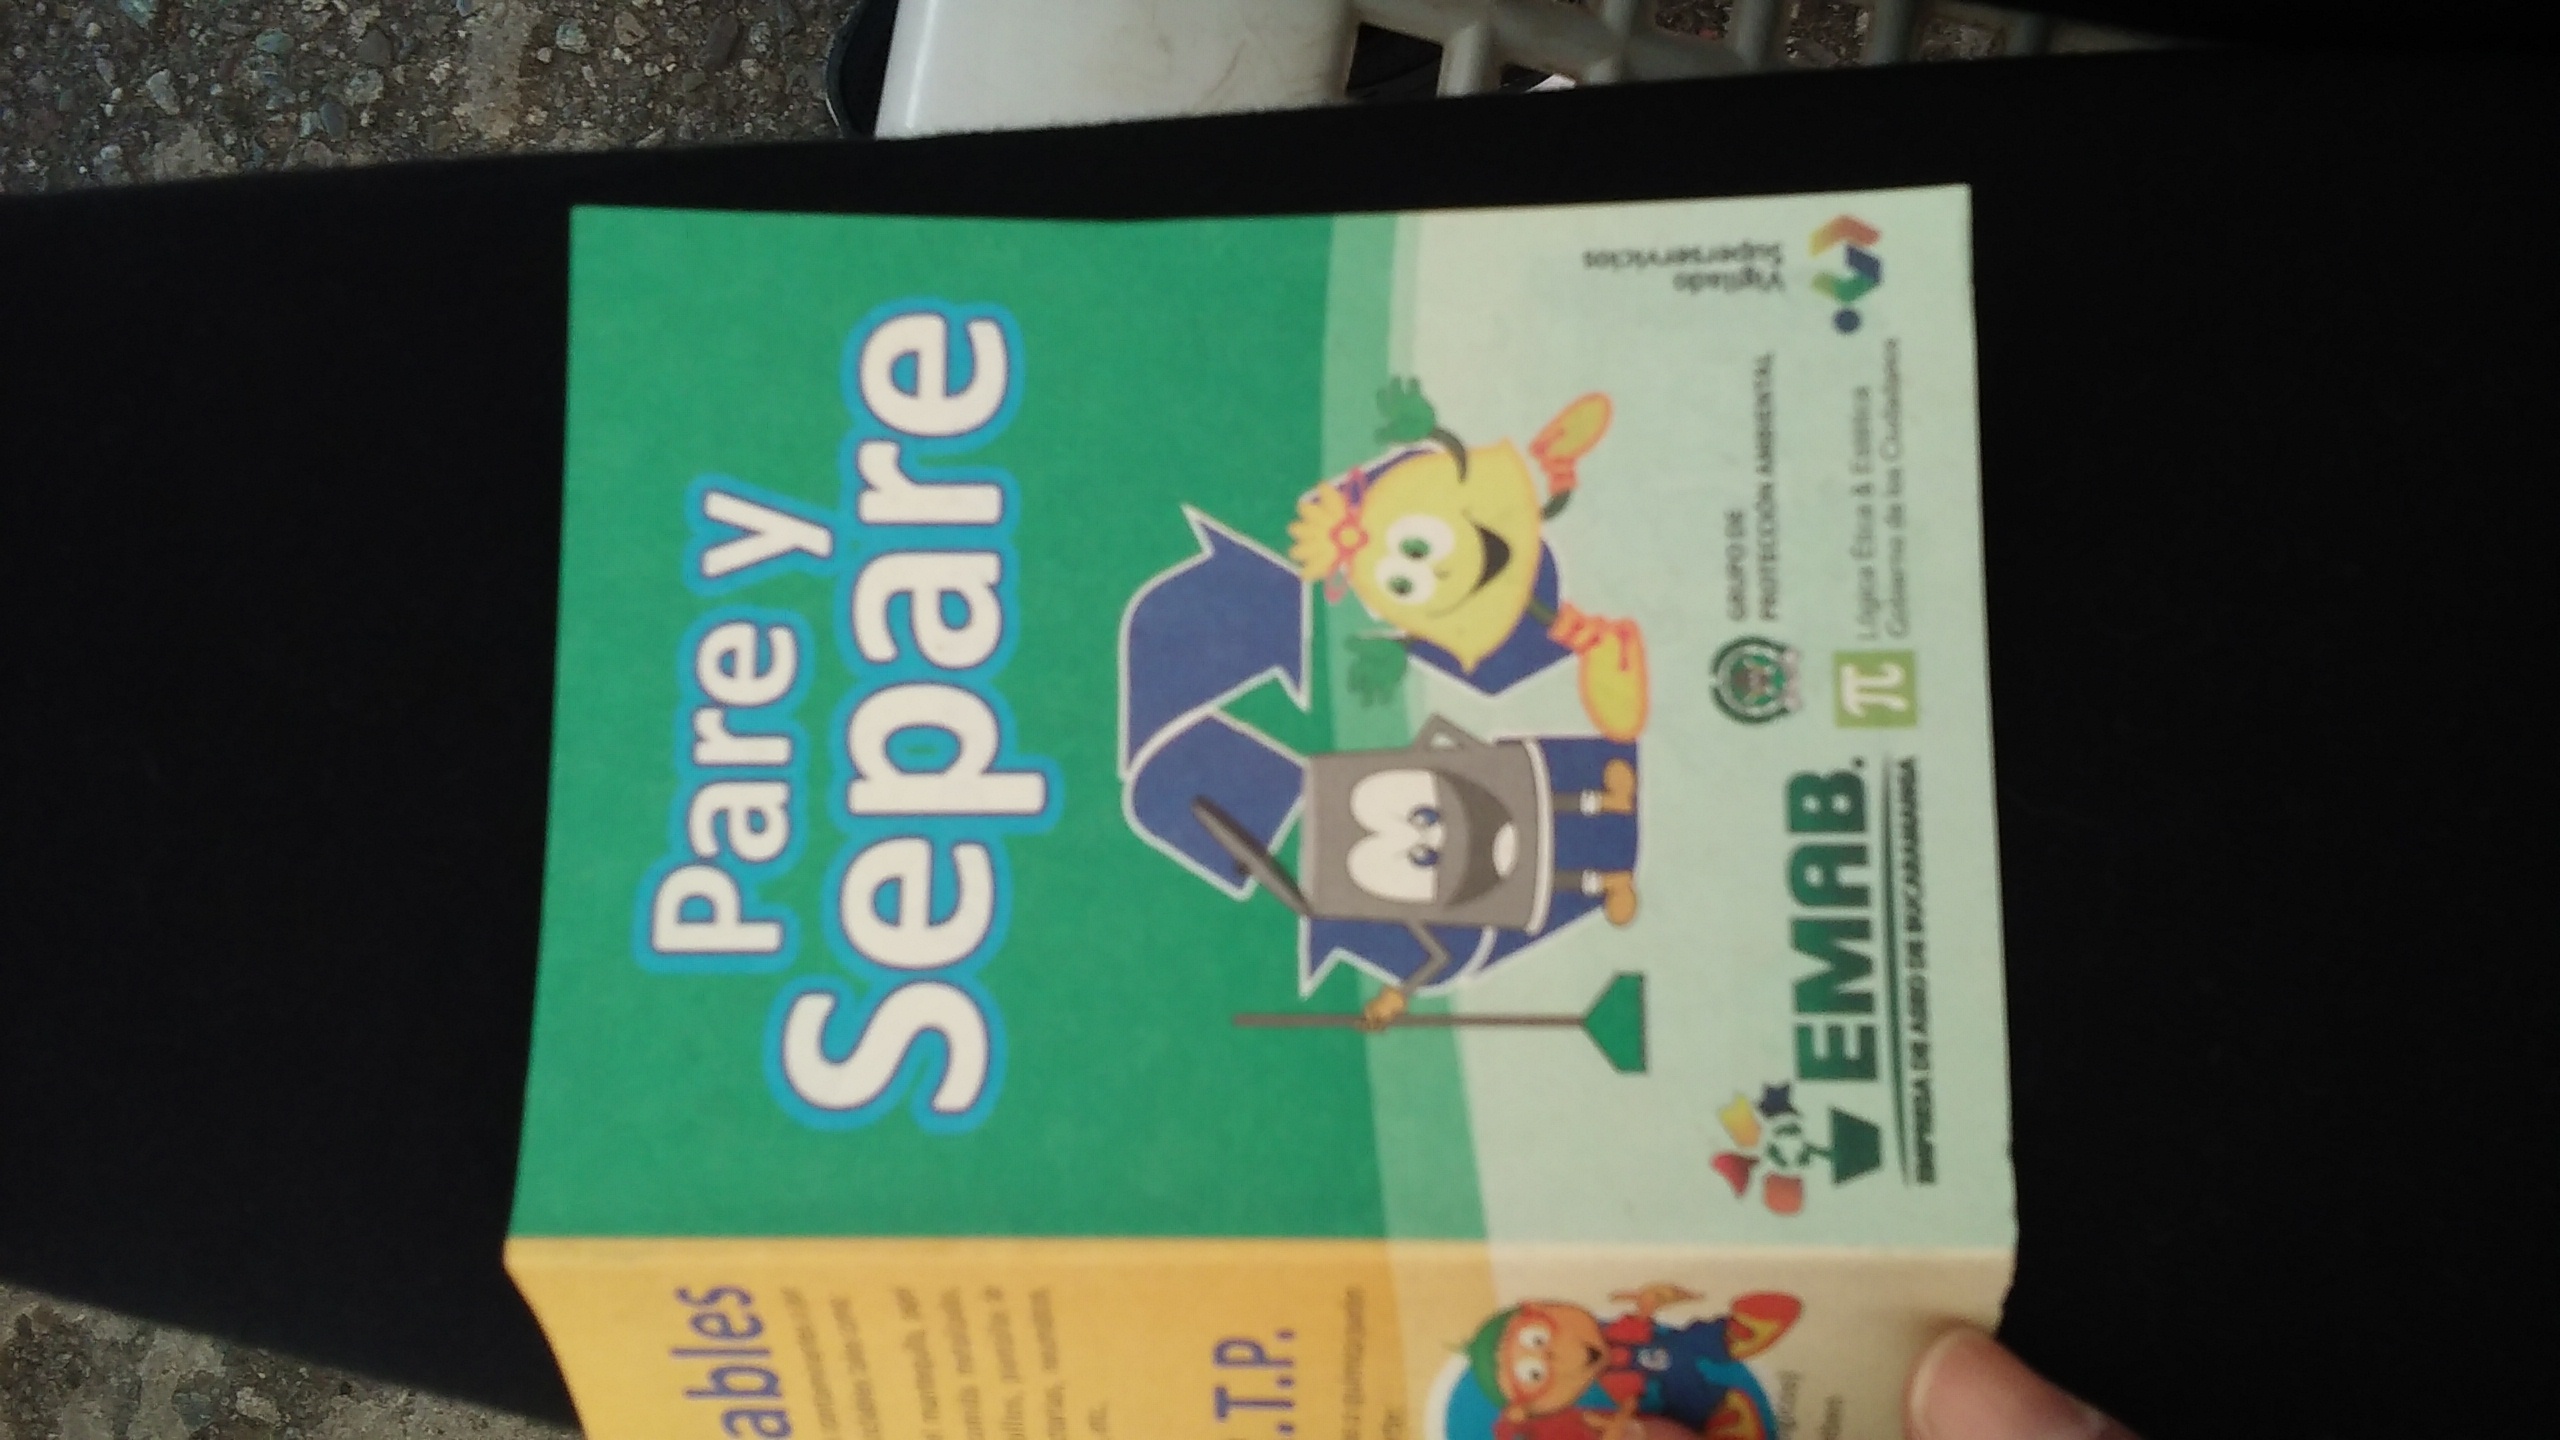 Pare y
Separe
GRUPO DE
PROTECCIÓN AMBIENTAL
EMAB.
EMPRESA DE ASEO DE BUCARAMANGA
π
Lógica Ética & Estética
Gobierno de los Ciudadanos
Vigilado
Superservicios
ables
.T.P.